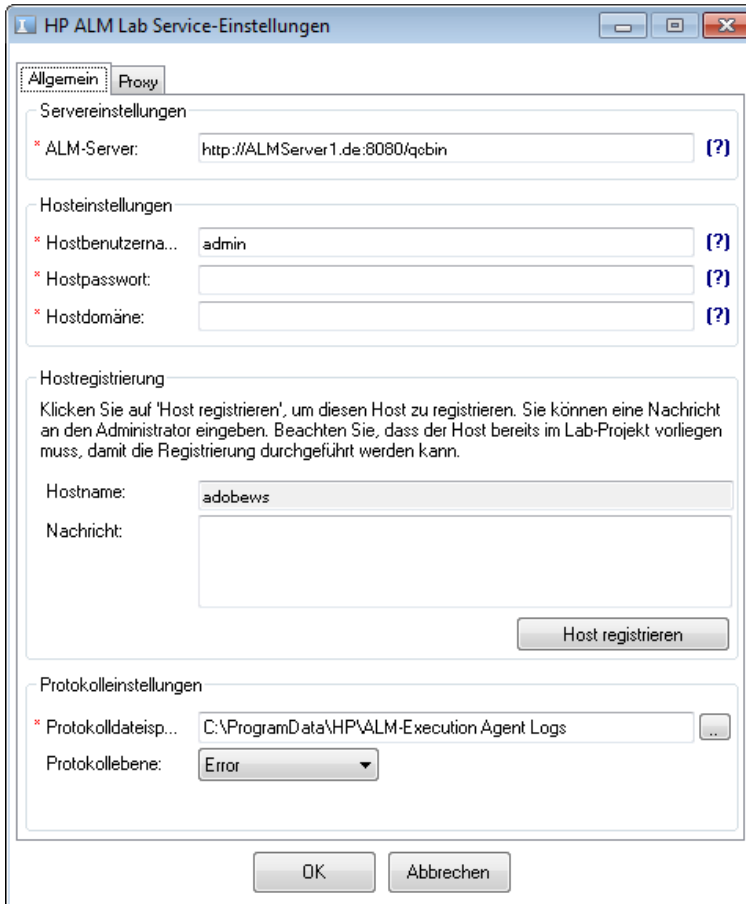 HP ALM Lab Service-Einstellungen
Allgemein Proxy
Servereinstellungen
* ALM-Server: http://ALMServer1.de:8080/qcbin (?)
Hosteinstellungen
* Hostbenutzerna... admin (?)
* Hostpasswort: (?)
* Hostdomäne: (?)
Hostregistrierung
Klicken Sie auf 'Host registrieren', um diesen Host zu registrieren. Sie können eine Nachricht
an den Administrator eingeben. Beachten Sie, dass der Host bereits im Lab-Projekt vorliegen
muss, damit die Registrierung durchgeführt werden kann.
Hostname: adobews
Nachricht:
Host registrieren
Protokolleinstellungen
* Protokolldateisp... C:\ProgramData\HP\ALM-Execution Agent Logs ..
Protokollebene: Error
OK Abbrechen